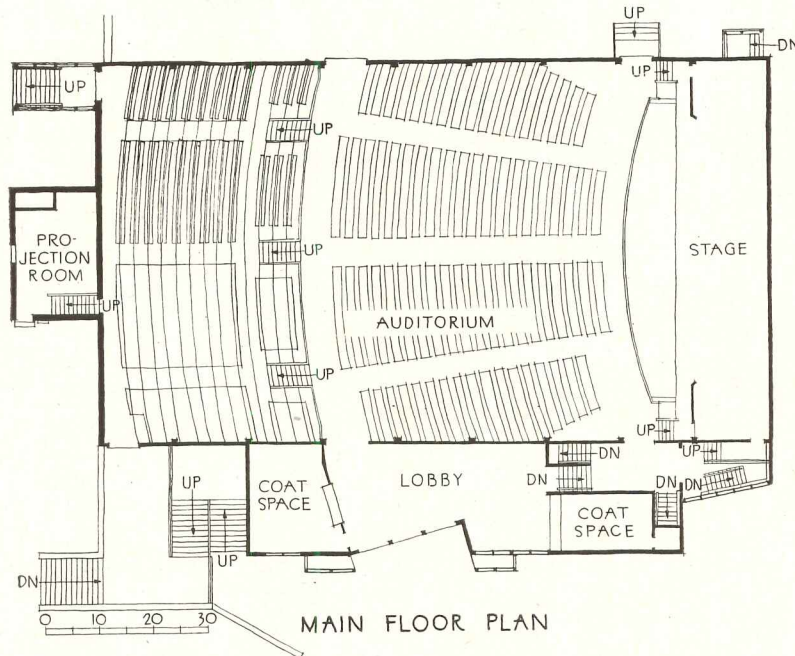 UP
DN
UP
UP
UP
PRO-
JECTION
ROOM
UP
STAGE
UP
AUDITORIUM
UP
UP
UP
DN
LOBBY
UP
COAT
SPACE
DN
DN
DN
UP
COAT
SPACE
UP
DN
0 10 20 30
MAIN FLOOR PLAN